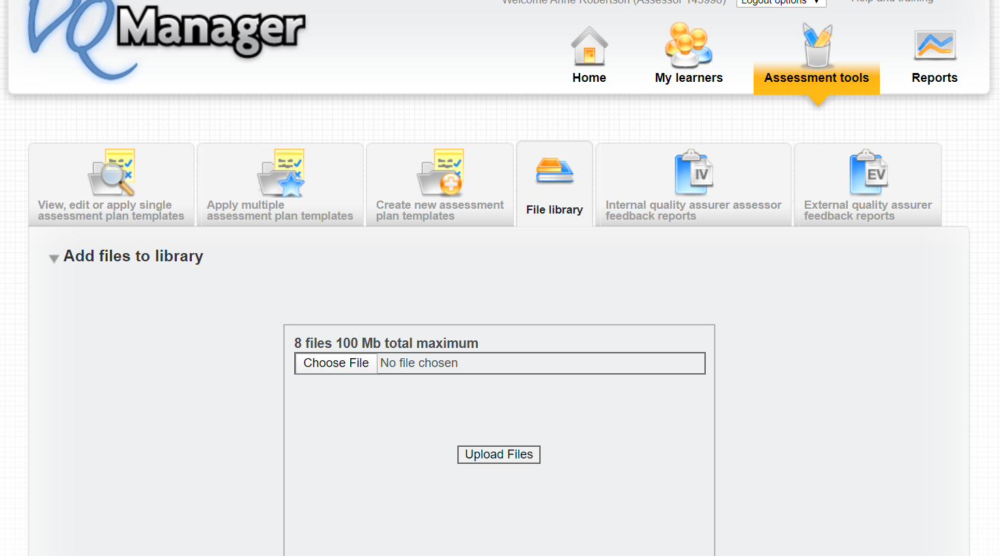 VQ Manager
Welcome Anne Robertson (Assessor 145998)
Logout options
Help and training
Home
My learners
Assessment tools
Reports
View, edit or apply single
assessment plan templates
Apply multiple
assessment plan templates
Create new assessment
plan templates
File library
IV
Internal quality assurer assessor
feedback reports
EV
External quality assurer
feedback reports
Add files to library
8 files 100 Mb total maximum
Choose File No file chosen
Upload Files